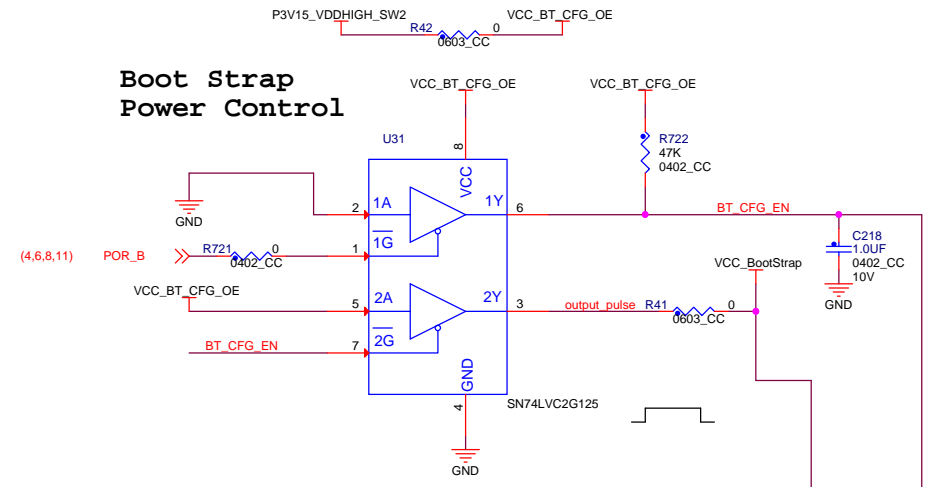 P3V15_VDDHIGH_SW2 VCC_BT_CFG_OE
R42 0
0603_CC
Boot Strap
Power Control
VCC_BT_CFG_OE VCC_BT_CFG_OE
U31
8
R722
47K
0402_CC
VCC
2 1A 1Y 6
BT_CFG_EN
GND
1 1G
(4,6,8,11) POR_B R721 0
0402_CC
C218
1.0UF
0402_CC
10V
GND
VCC_BootStrap
VCC_BT_CFG_OE
5 2A 2Y 3
output_pulse R41 0
0603_CC
BT_CFG_EN 7 2G
GND
4
SN74LVC2G125
GND